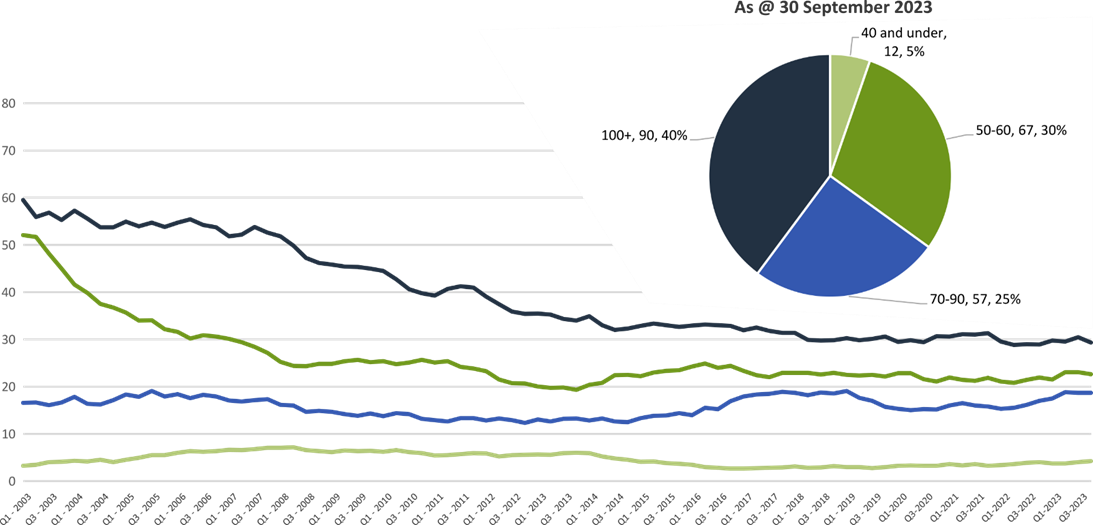 As @ 30 September 2023
40 and under,
12, 5%
50-60, 67, 30%
100+, 90, 40%
70-90, 57, 25%
80
70
60
50
40
30
20
10
0
Q1 - 2003
Q3 - 2003
Q1 - 2004
Q3 - 2004
Q1 - 2005
Q3 - 2005
Q1 - 2006
Q3 - 2006
Q1 - 2007
Q3 - 2007
Q1 - 2008
Q3 - 2008
Q1 - 2009
Q3 - 2009
Q1 - 2010
Q3 - 2010
Q1 - 2011
Q3 - 2011
Q1 - 2012
Q3 - 2012
Q1 - 2013
Q3 - 2013
Q1 - 2014
Q3 - 2014
Q1 - 2015
Q3 - 2015
Q1 - 2016
Q3 - 2016
Q1 - 2017
Q3 - 2017
Q1 - 2018
Q3 - 2018
Q1 - 2019
Q3 - 2019
Q1-2020
Q3-2020
Q1-2021
Q3-2021
Q1-2022
Q3-2022
Q1-2023
Q3-2023